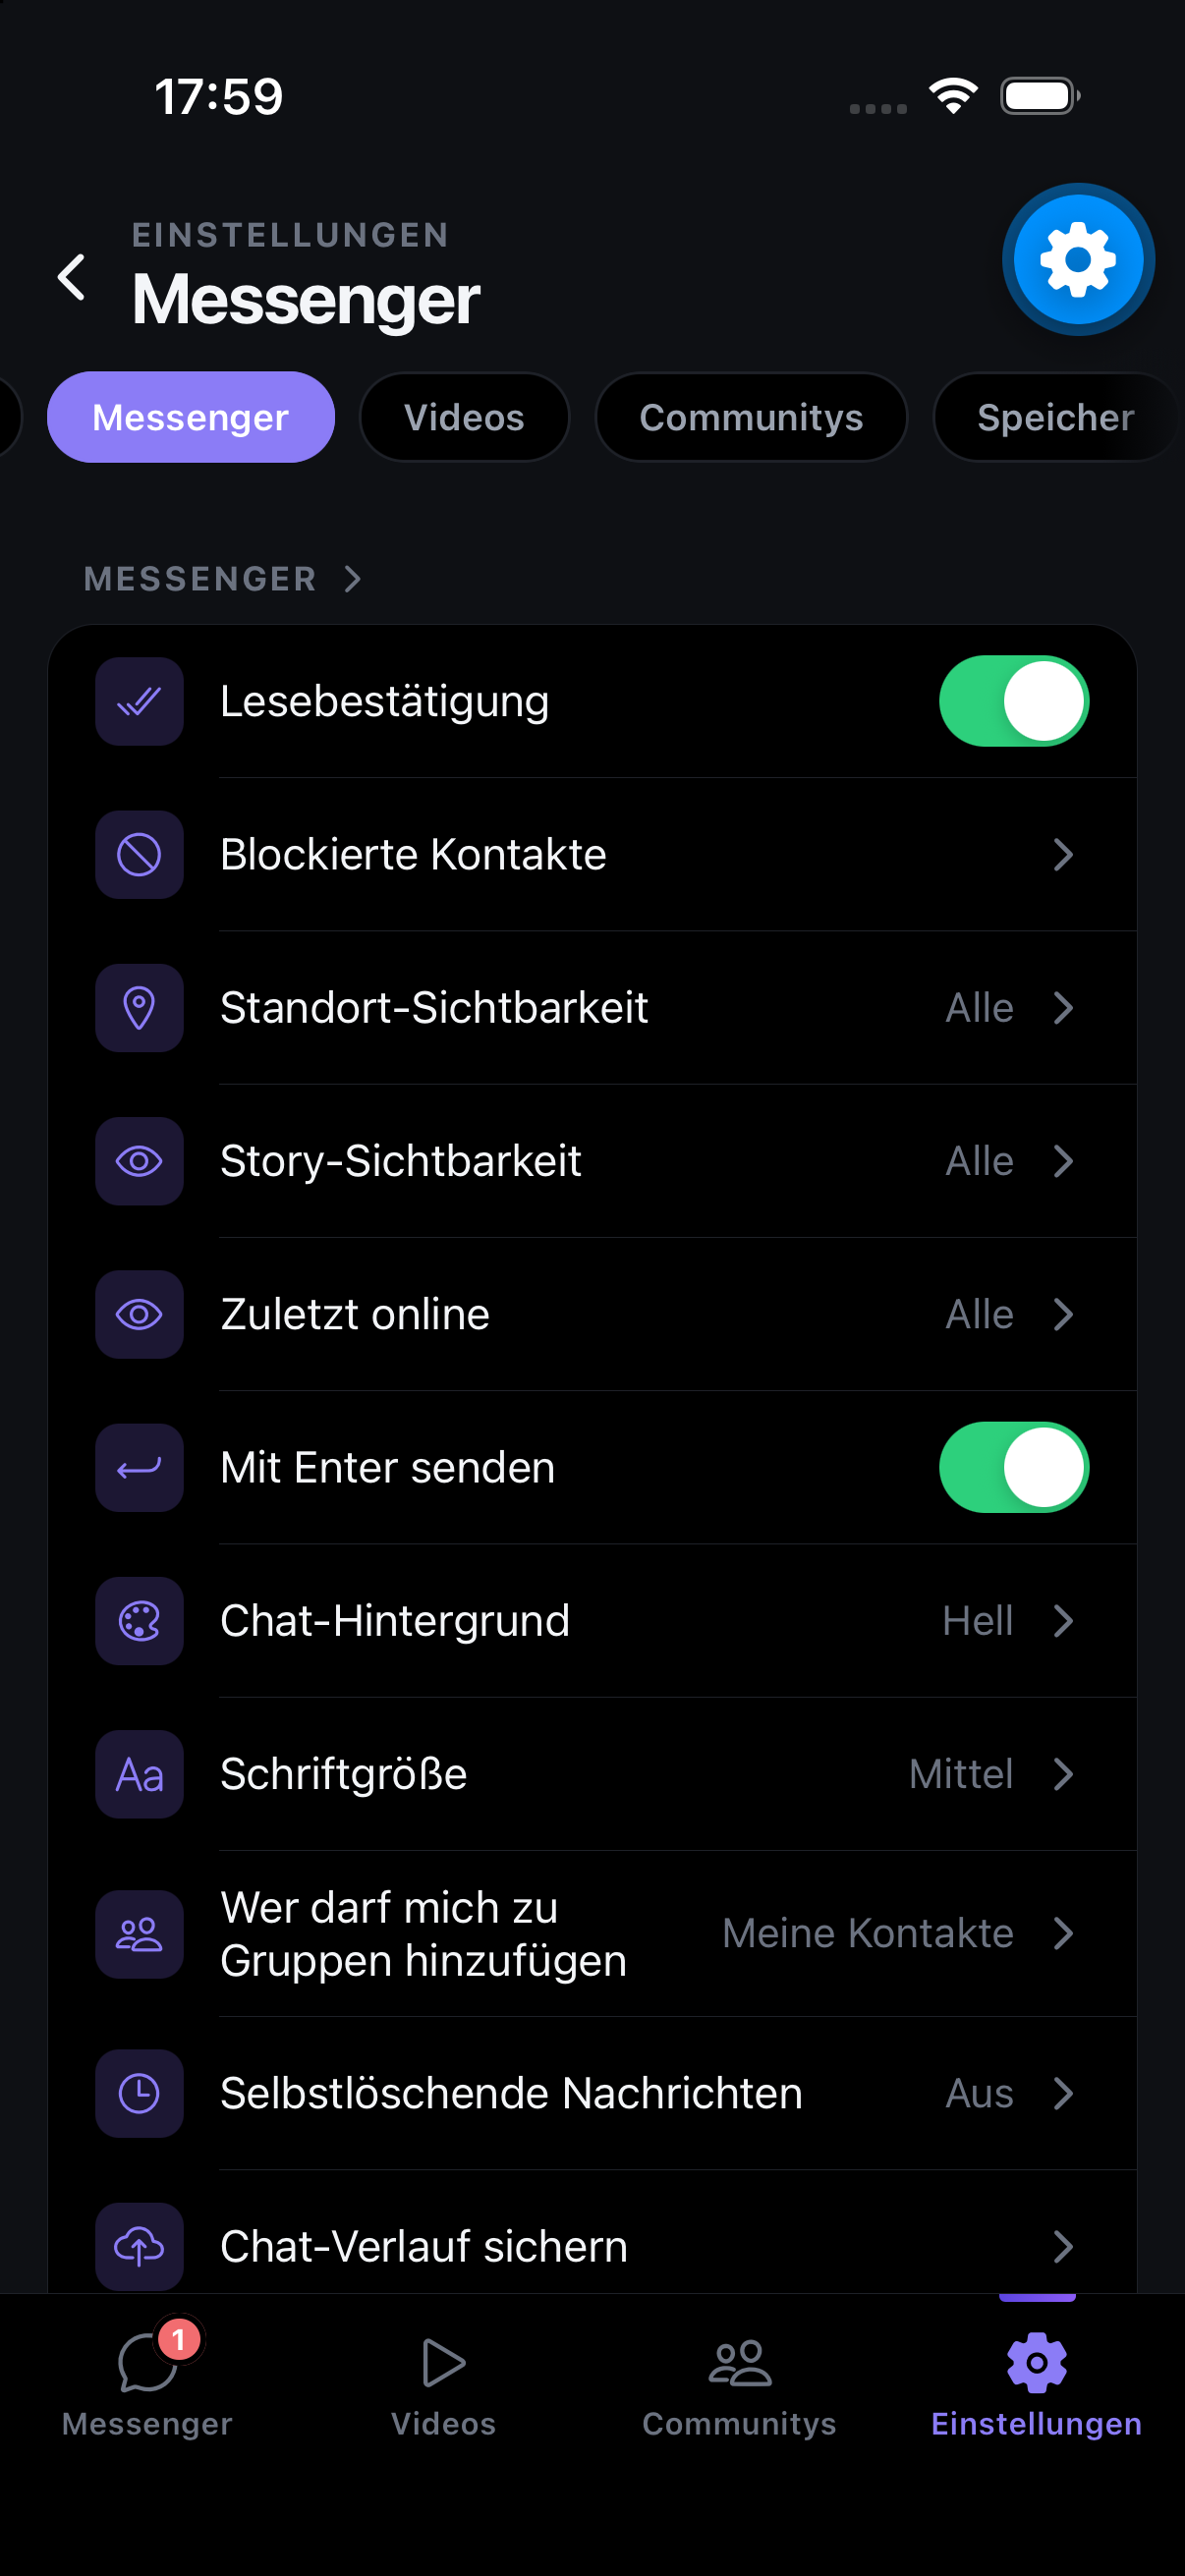 17:59
EINSTELLUNGEN
Messenger
Messenger
Videos
Communitys
Speicher
MESSENGER
Lesebestätigung
Blockierte Kontakte
Standort-Sichtbarkeit
Alle
Story-Sichtbarkeit
Alle
Zuletzt online
Alle
Mit Enter senden
Chat-Hintergrund
Hell
Aa
Schriftgröße
Mittel
Wer darf mich zu
Gruppen hinzufügen
Meine Kontakte
Selbstlöschende Nachrichten
Aus
Chat-Verlauf sichern
1
Messenger
Videos
Communitys
Einstellungen